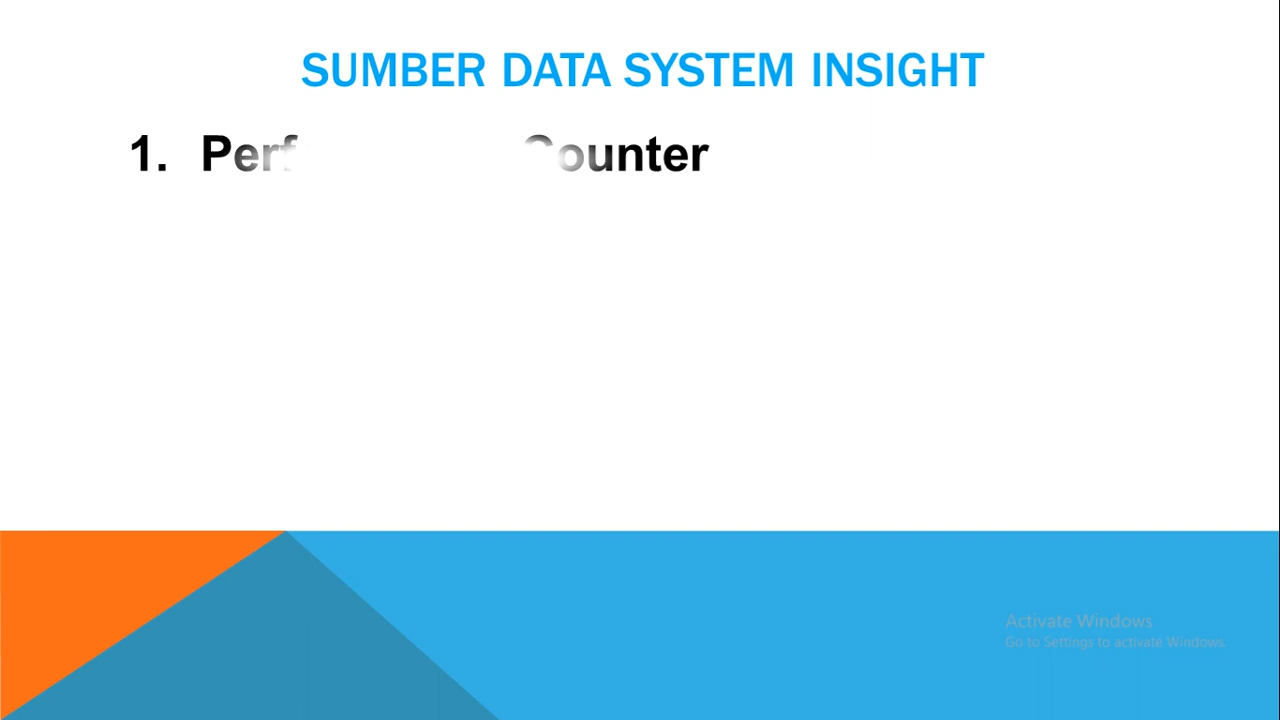 SUMBER DATA SYSTEM INSIGHT
1. Counter
Activate Windows
Go to Settings to activate Windows.